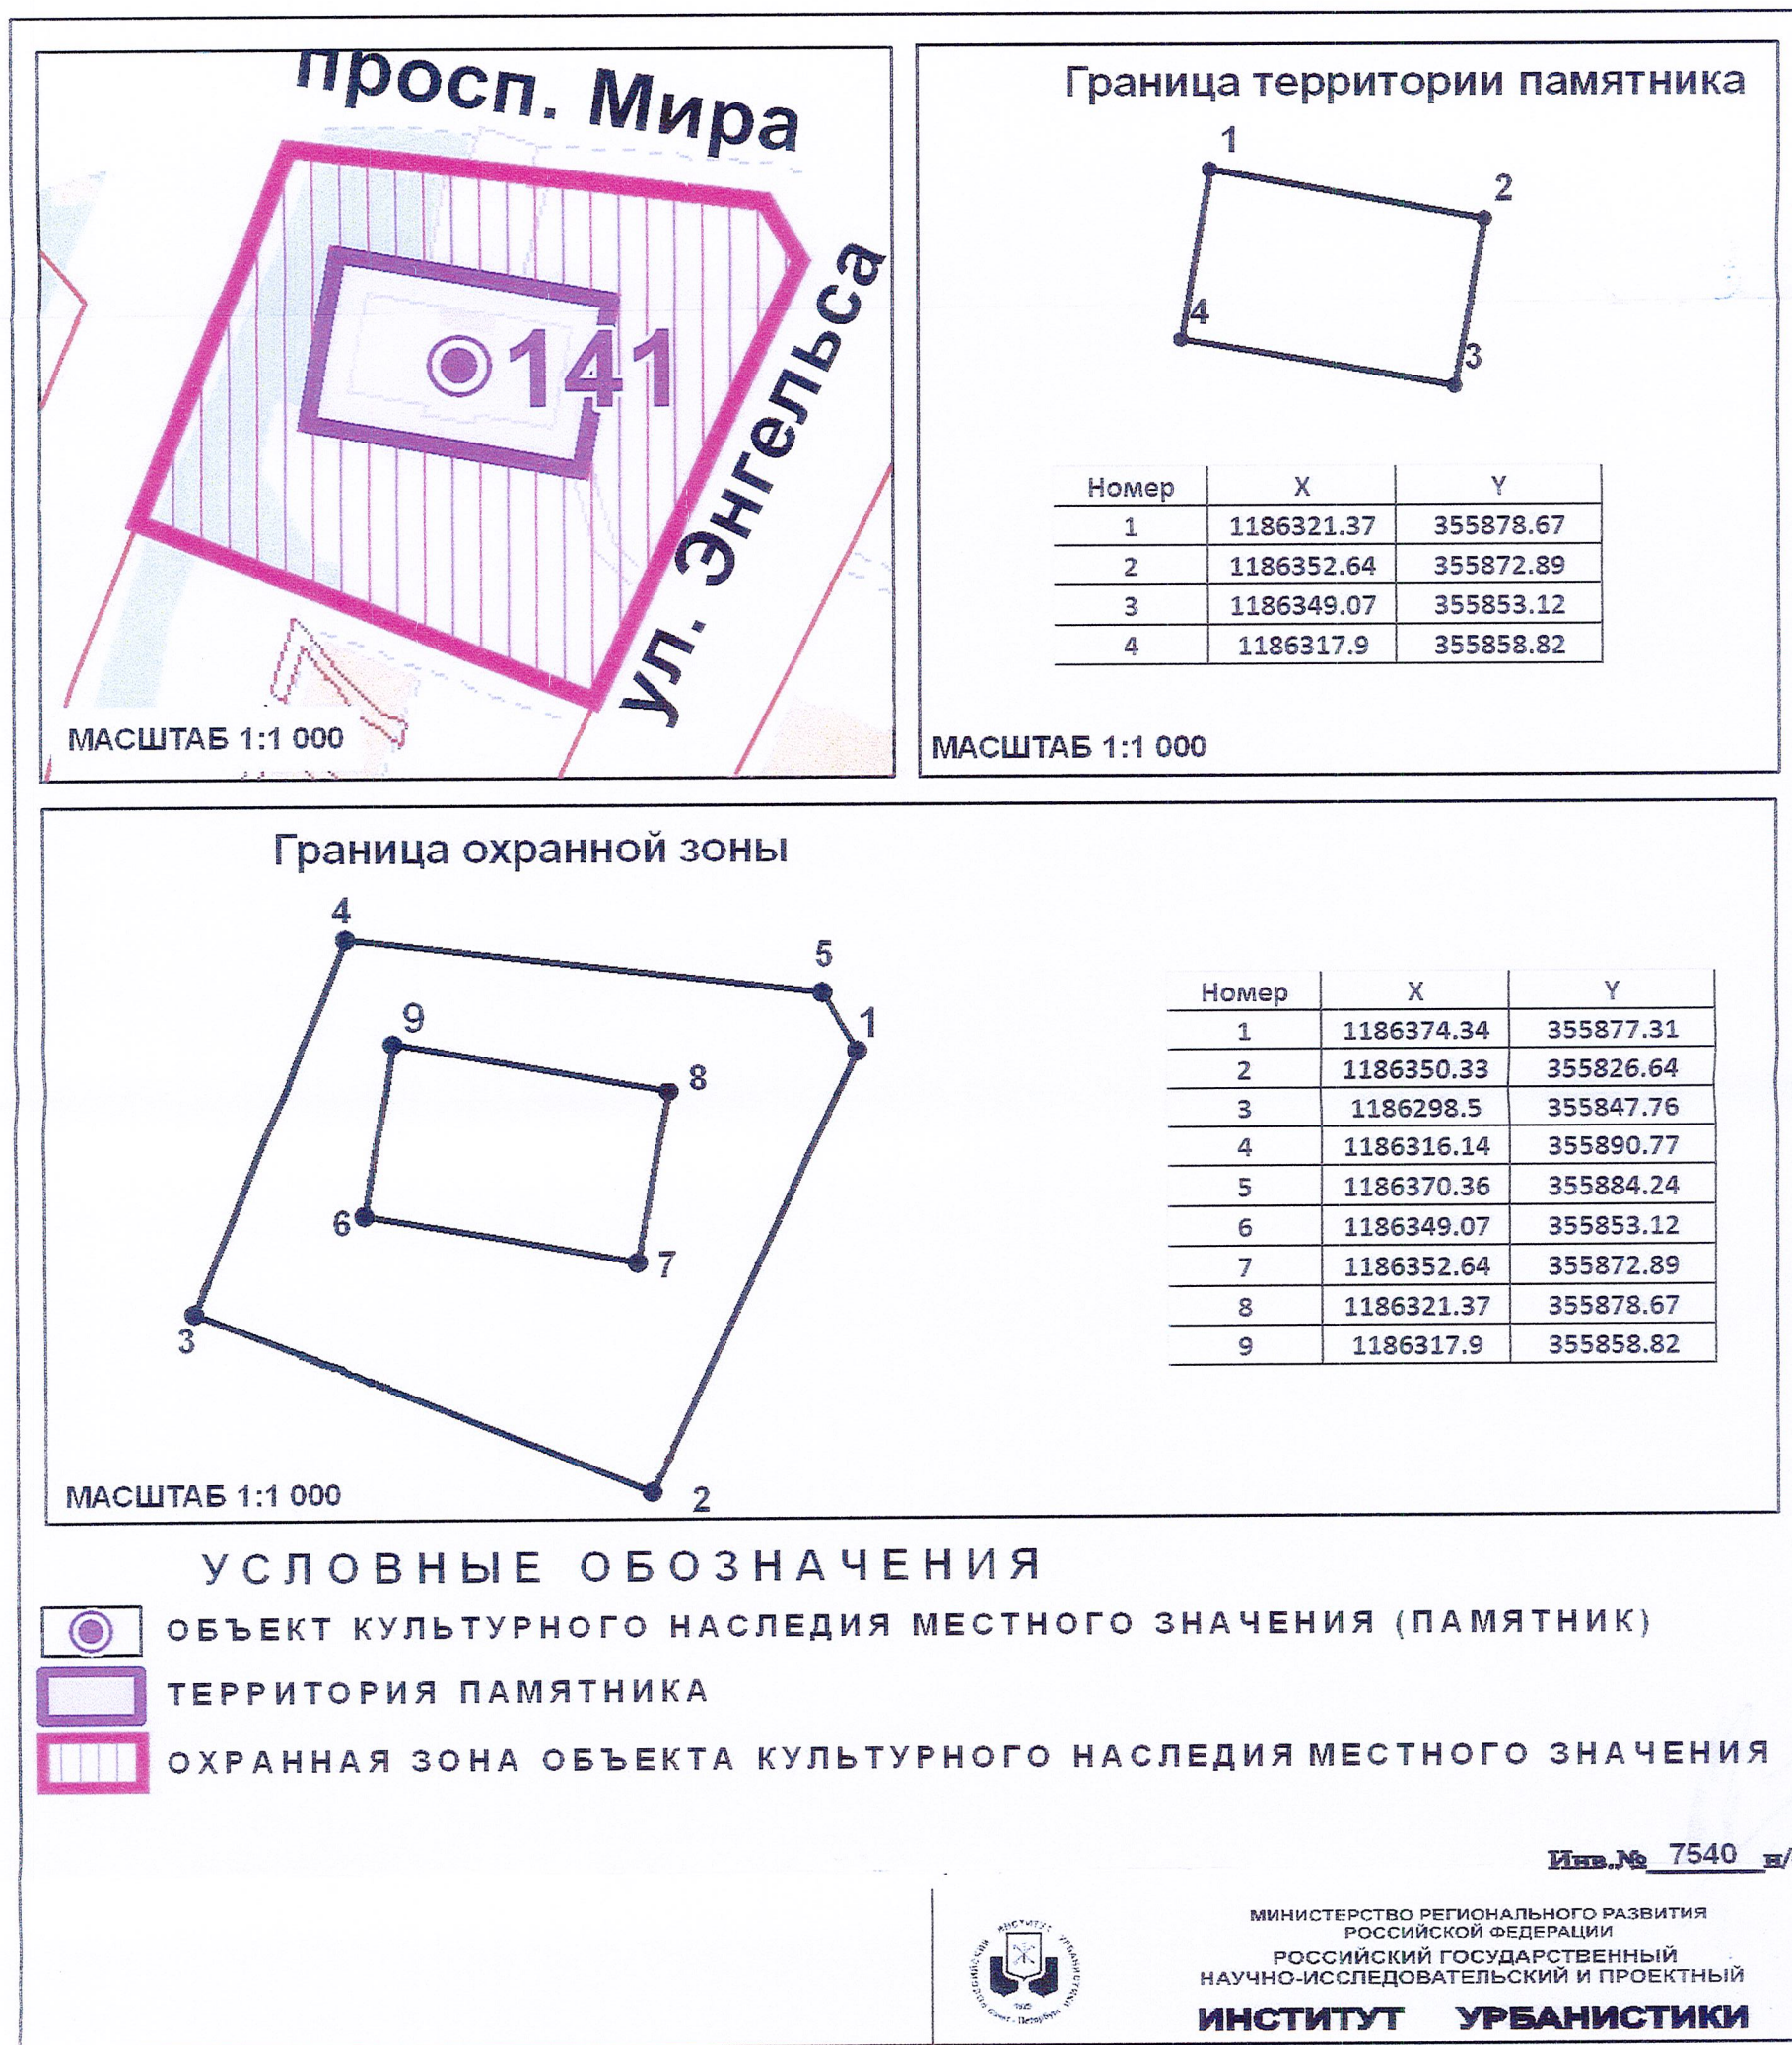 просп. Мира
141
ул. Энгельса
МАСШТАБ 1:1 000
Граница территории памятника
1
2
4
3
Номер X Y
1 1186321.37 355878.67
2 1186352.64 355872.89
3 1186349.07 355853.12
4 1186317.9 355858.82
МАСШТАБ 1:1 000
Граница охранной зоны
4
5
9
1
8
6
7
3
2
Номер X Y
1 1186374.34 355877.31
2 1186350.33 355826.64
3 1186298.5 355847.76
4 1186316.14 355890.77
5 1186370.36 355884.24
6 1186349.07 355853.12
7 1186352.64 355872.89
8 1186321.37 355878.67
9 1186317.9 355858.82
МАСШТАБ 1:1 000
УСЛОВНЫЕ ОБОЗНАЧЕНИЯ
ОБЪЕКТ КУЛЬТУРНОГО НАСЛЕДИЯ МЕСТНОГО ЗНАЧЕНИЯ (ПАМЯТНИК)
ТЕРРИТОРИЯ ПАМЯТНИКА
ОХРАННАЯ ЗОНА ОБЪЕКТА КУЛЬТУРНОГО НАСЛЕДИЯ МЕСТНОГО ЗНАЧЕНИЯ
Инв.№ 7540 н/
МИНИСТЕРСТВО РЕГИОНАЛЬНОГО РАЗВИТИЯ
РОССИЙСКОЙ ФЕДЕРАЦИИ
РОССИЙСКИЙ ГОСУДАРСТВЕННЫЙ
НАУЧНО-ИССЛЕДОВАТЕЛЬСКИЙ И ПРОЕКТНЫЙ
ИНСТИТУТ УРБАНИСТИКИ